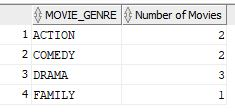 MOVIE_GENRE Number of Movies
1 ACTION 2
2 COMEDY 2
3 DRAMA 3
4 FAMILY 1